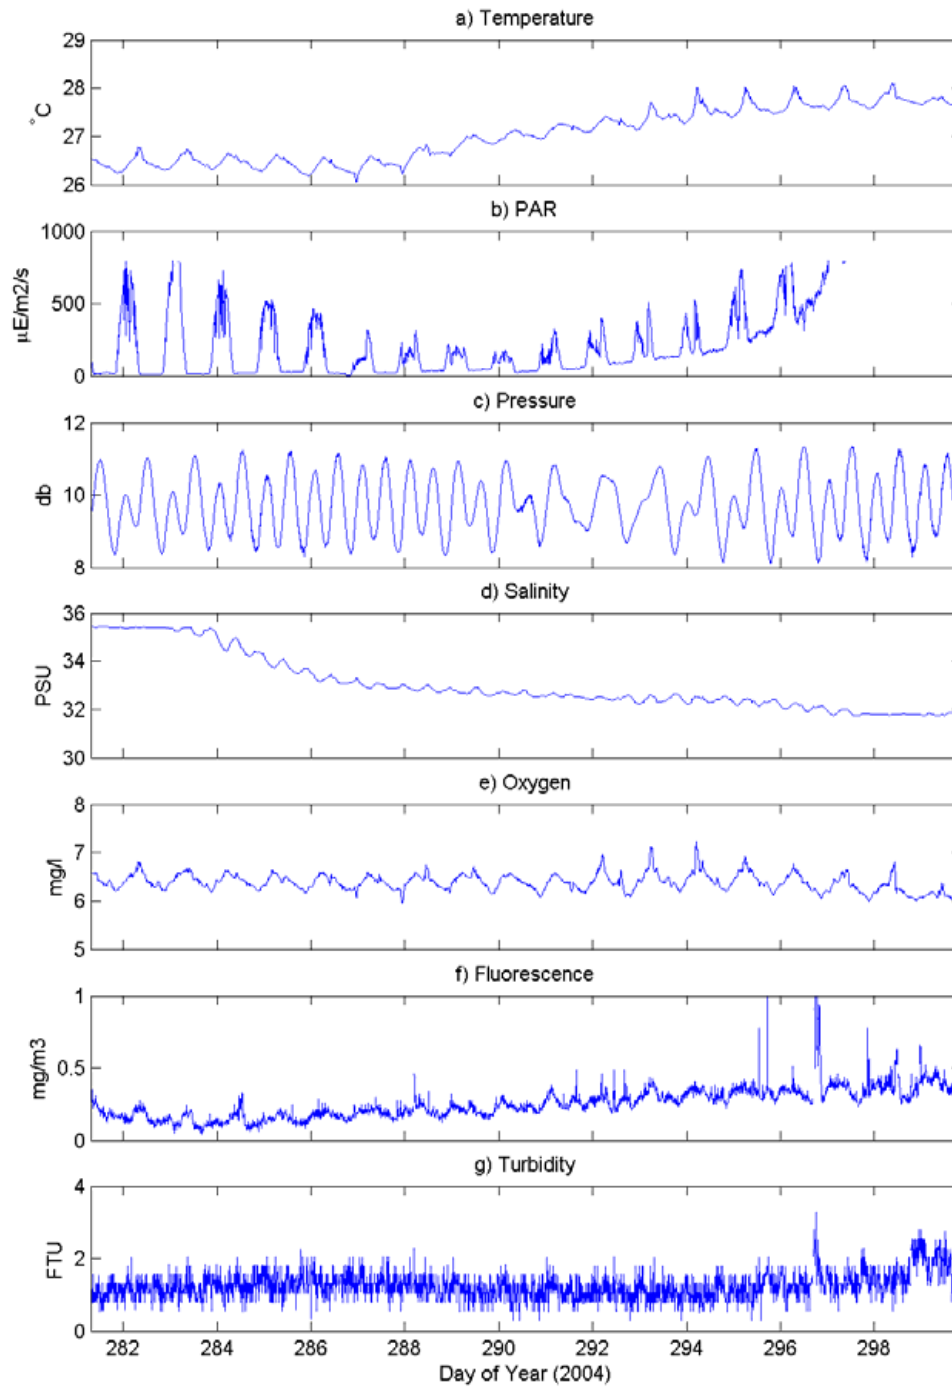 a) Temperature
29
28
27
26
°C
b) PAR
1000
500
0
µE/m2/s
c) Pressure
12
10
8
db
d) Salinity
36
34
32
30
PSU
e) Oxygen
8
7
6
5
mg/l
f) Fluorescence
1
0.5
0
mg/m3
g) Turbidity
4
2
0
FTU
282 284 286 288 290 292 294 296 298
Day of Year (2004)